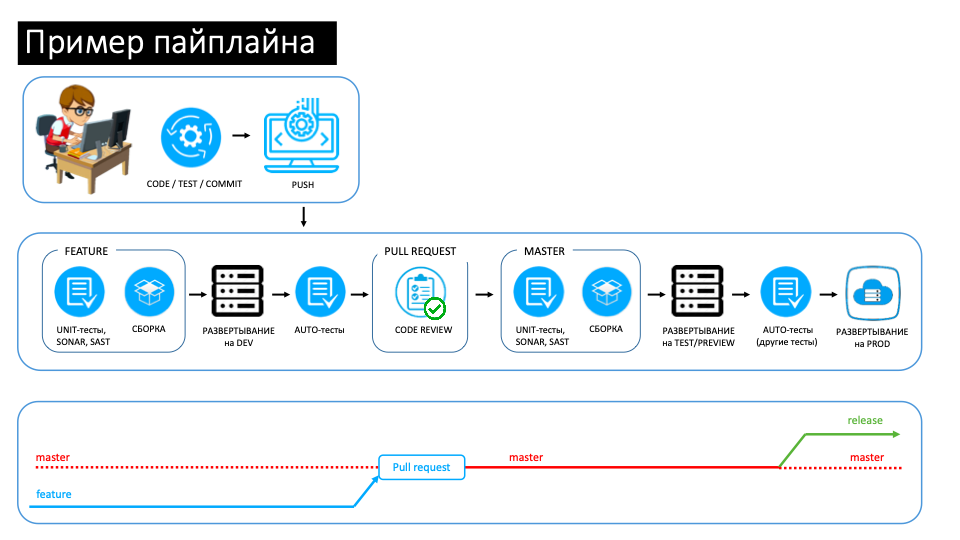 Пример пайплайна
CODE / TEST / COMMIT
PUSH
FEATURE
PULL REQUEST
MASTER
UNIT-тесты,
SONAR, SAST
СБОРКА
РАЗВЕРТЫВАНИЕ
на DEV
AUTO-тесты
CODE REVIEW
UNIT-тесты,
SONAR, SAST
СБОРКА
РАЗВЕРТЫВАНИЕ
на TEST/PREVIEW
AUTO-тесты
(другие тесты)
РАЗВЕРТЫВАНИЕ
на PROD
release
master
Pull request
master
master
feature